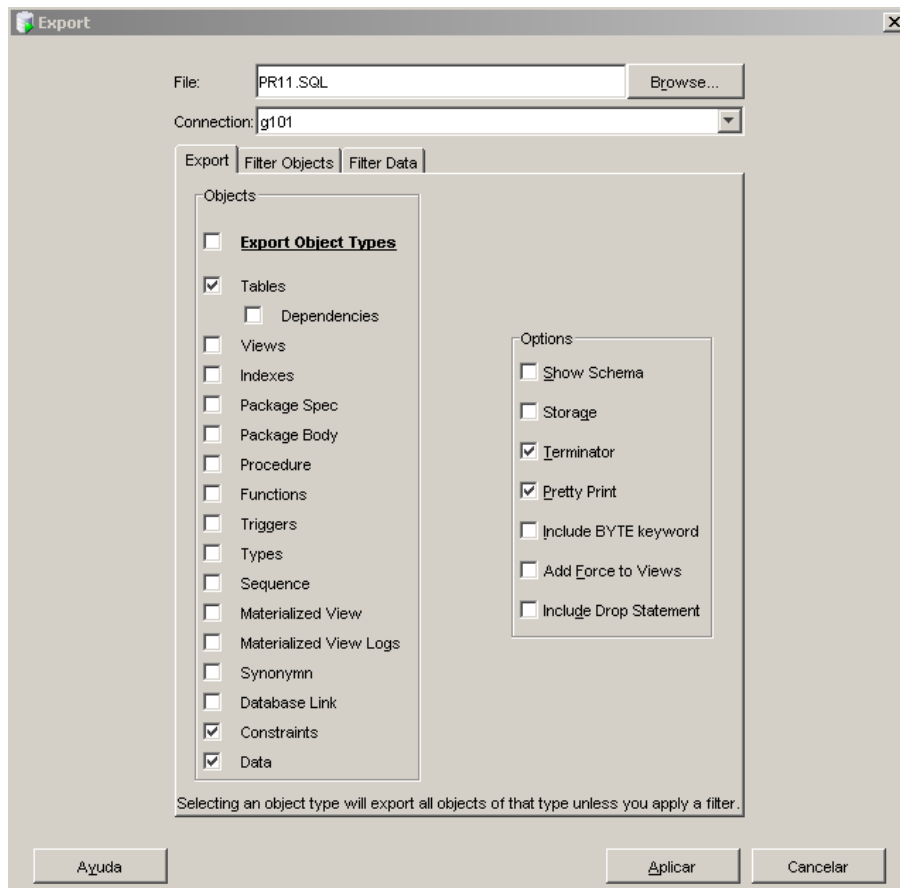 Export
File: PR11.SQL Browse...
Connection: g101
Export Filter Objects Filter Data
Objects
Export Object Types
Tables
Dependencies
Views
Indexes
Package Spec
Package Body
Procedure
Functions
Triggers
Types
Sequence
Materialized View
Materialized View Logs
Synonymn
Database Link
Constraints
Data
Options
Show Schema
Storage
Terminator
Pretty Print
Include BYTE keyword
Add Force to Views
Include Drop Statement
Selecting an object type will export all objects of that type unless you apply a filter.
Ayuda Aplicar Cancelar